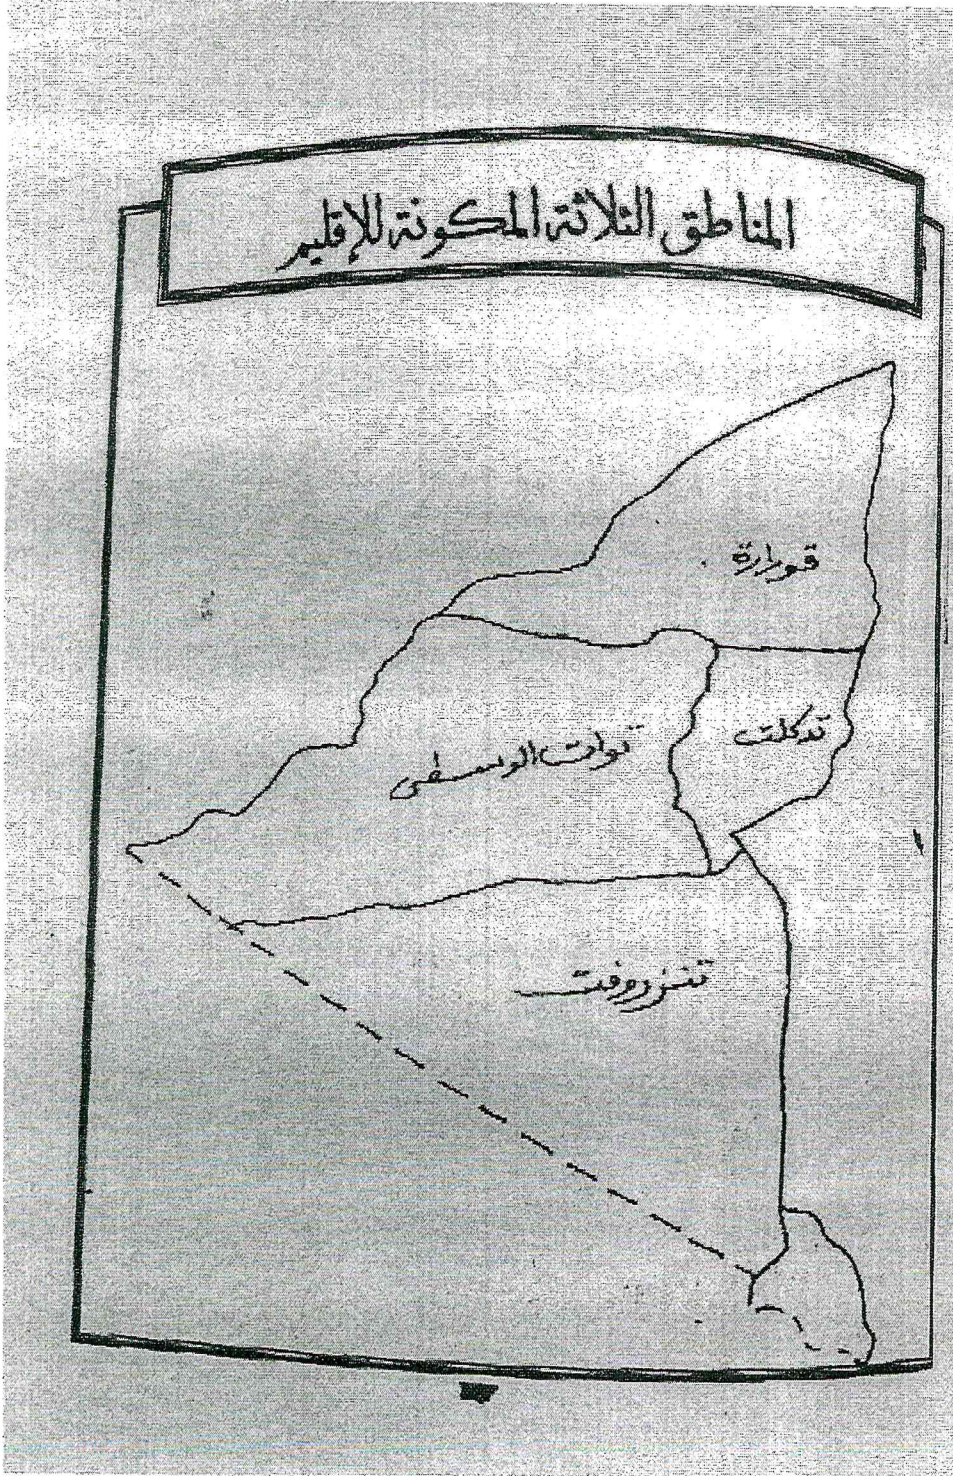 المناطق الثلاثة المكونة للإقليم
قورارة
تدكلت
توات الوسطى
تنزروفت